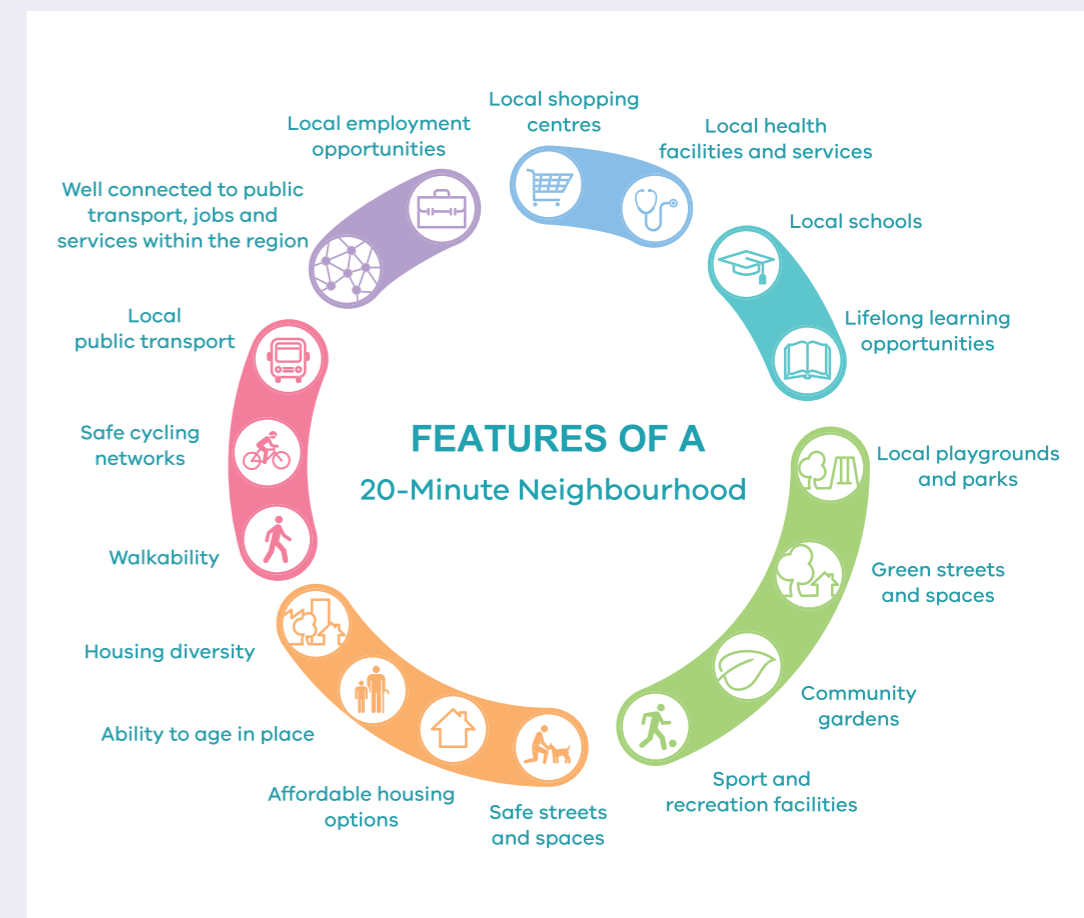 Local shopping
centres
Local health
facilities and services
Local schools
Lifelong learning
opportunities
Local playgrounds
and parks
Green streets
and spaces
Community
gardens
Sport and
recreation facilities
Safe streets
and spaces
Affordable housing
options
Ability to age in place
Housing diversity
Walkability
Safe cycling
networks
Local
public transport
Well connected to public
transport, jobs and
services within the region
Local employment
opportunities
FEATURES OF A
20-Minute Neighbourhood